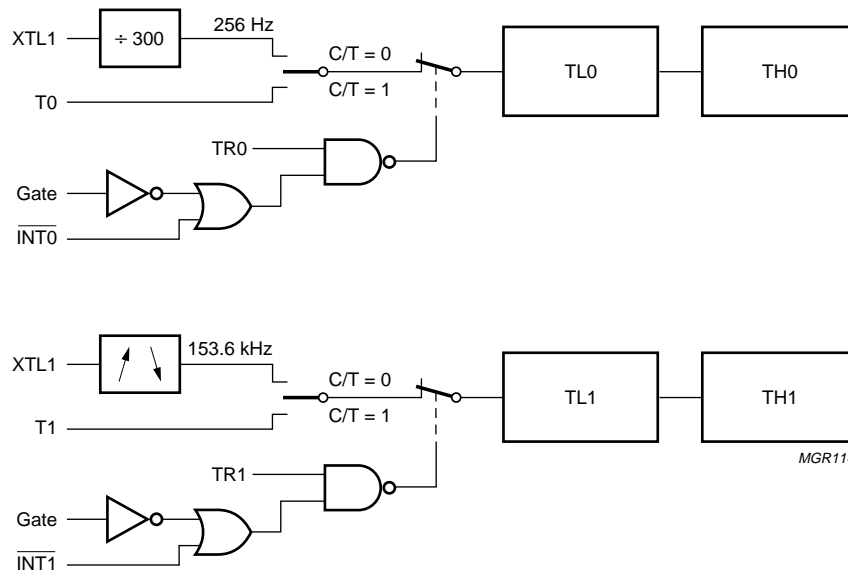 XTL1
÷ 300
256 Hz
C/T = 0
C/T = 1
T0
TL0
TH0
TR0
Gate
INT0
XTL1
153.6 kHz
C/T = 0
C/T = 1
T1
TL1
TH1
MGR11
TR1
Gate
INT1